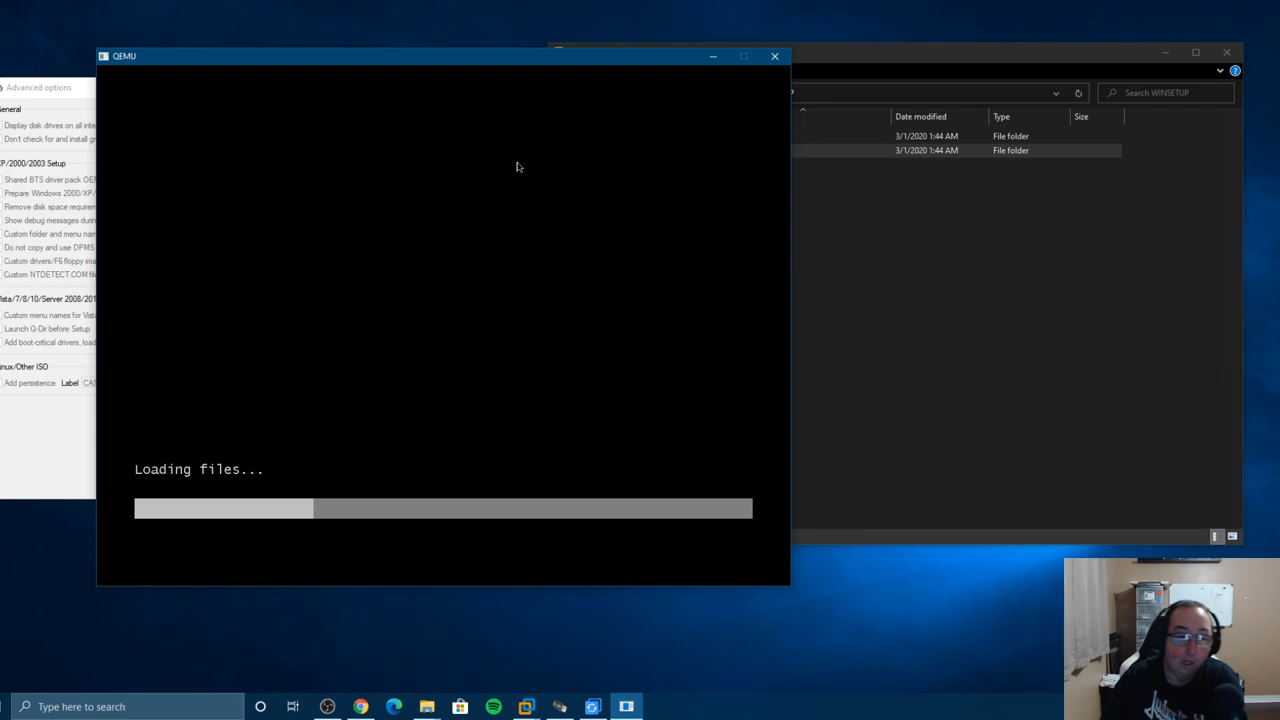 QEMU
Advanced options
General
Display disk drives on all inte
Don't check for and install gr
XP/2000/2003 Setup
Shared BTS driver pack OEM
Prepare Windows 2000/XP/
Remove disk space requirem
Show debug messages during
Custom folder and menu nam
Do not copy and use DPMS
Custom drivers/F6 floppy ima
Custom NTDETECT.COM file
Vista/7/8/10/Server 2008/201
Custom menu names for Vist
Launch Q-Dir before Setup
Add boot-critical drivers, load
Linux/Other ISO
Add persistence Label CAS
Loading files...
Search WINSETUP
Date modified Type Size
3/1/2020 1:44 AM File folder
3/1/2020 1:44 AM File folder
Type here to search